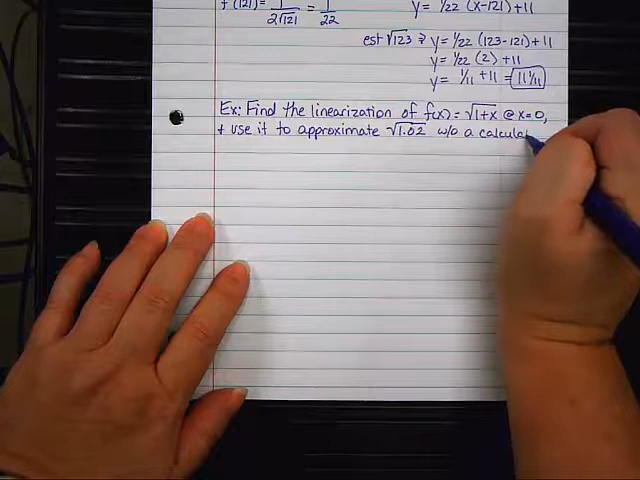 f'(121) = 1/2√121 = 1/22 y = 1/22 (x-121)+11
est √123 ? y = 1/22 (123-121)+11
y = 1/22 (2) +11
y = 1/11 +11 = 11 1/11
Ex: Find the linearization of f(x) = √1+x @ x=0,
+ use it to approximate √1.02 w/o a calculat